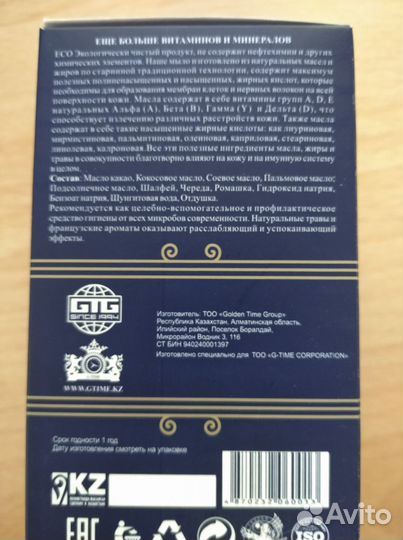 ЕЩЕ БОЛЬШЕ ВИТАМИНОВ И МИНЕРАЛОВ
ECO Экологически чистый продукт, не содержит нефтехимии и других
химических элементов. Наше мыло изготовлено из натуральных масел и
жиров по старинной традиционной технологии, содержит максимум
полезных полиненасыщенных и насыщенных, жирных кислот, которые
необходимы для образования мембран клеток и нервных волокон на всей
поверхности кожи. Масла содержат в себе витамины групп A, D, E
натуральных Альфа (A), Бета (B), Гамма (Y) и Дельта (D), что
способствует излечению различных расстройств кожи. Также масла
содержат в себе такие насыщенные жирные кислоты: как лауриновая,
миристиновая, пальмитиновая, олеиновая, каприловая, стеариновая,
линолевая, капроновая. Все эти полезные ингредиенты масла, жиры и
травы в совокупности благотворно влияют на кожу и на имунную систему
в целом.
Состав: Масло какао, Кокосовое масло, Соевое масло, Пальмовое масло;
Подсолнечное масло, Шалфей, Череда, Ромашка, Гидроксид натрия,
Бензоат натрия, Шунгитовая вода, Отдушка.
Рекомендуется как целебно-вспомогательное и профилактическое
средство гигиены от всех микробов современности. Натуральные травы и
французские ароматы оказывают расслабляющий и успокаивающий
эффекты.
GTG
SINCE 1994
WWW.GTIME.KZ
Изготовитель: ТОО «Golden Time Group»
Республика Казахстан. Алматинская область,
Илийский район, Поселок Боралдай,
Микрорайон Водник 3, 116
СТ БИН 940240001397
Изготовлено специально для ТОО «G-TIME CORPORATION»
Срок годности 1 год
Дату изготовления смотреть на упаковке
KZ
4 870232 060013
EAC
ISO
Avito